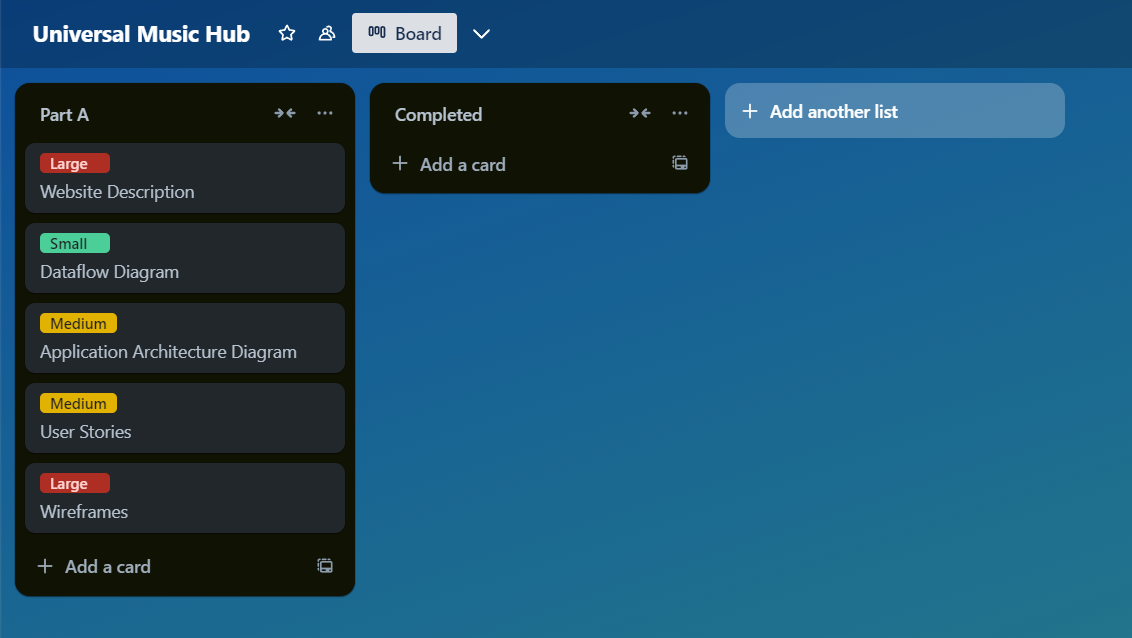 Universal Music Hub
Board
Part A
Large
Website Description
Small
Dataflow Diagram
Medium
Application Architecture Diagram
Medium
User Stories
Large
Wireframes
Add a card
Completed
Add a card
Add another list